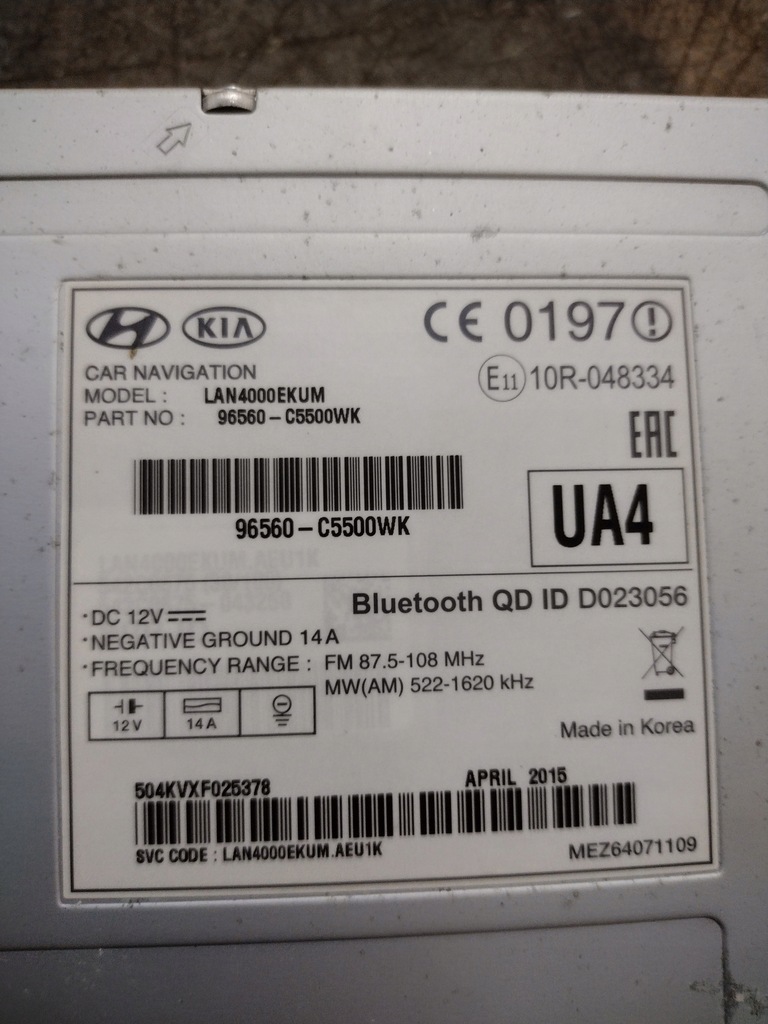 KIA
CE 0197
CAR NAVIGATION
MODEL : LAN4000EKUM
PART NO : 96560-C5500WK
E11 10R-048334
EAC
96560-C5500WK
UA4
Bluetooth QD ID D023056
·DC 12V
·NEGATIVE GROUND 14A
·FREQUENCY RANGE : FM 87.5-108 MHz
MW(AM) 522-1620 kHz
12V
14A
Made in Korea
504KVXF025378
APRIL 2015
SVC CODE : LAN4000EKUM.AEU1K
MEZ64071109